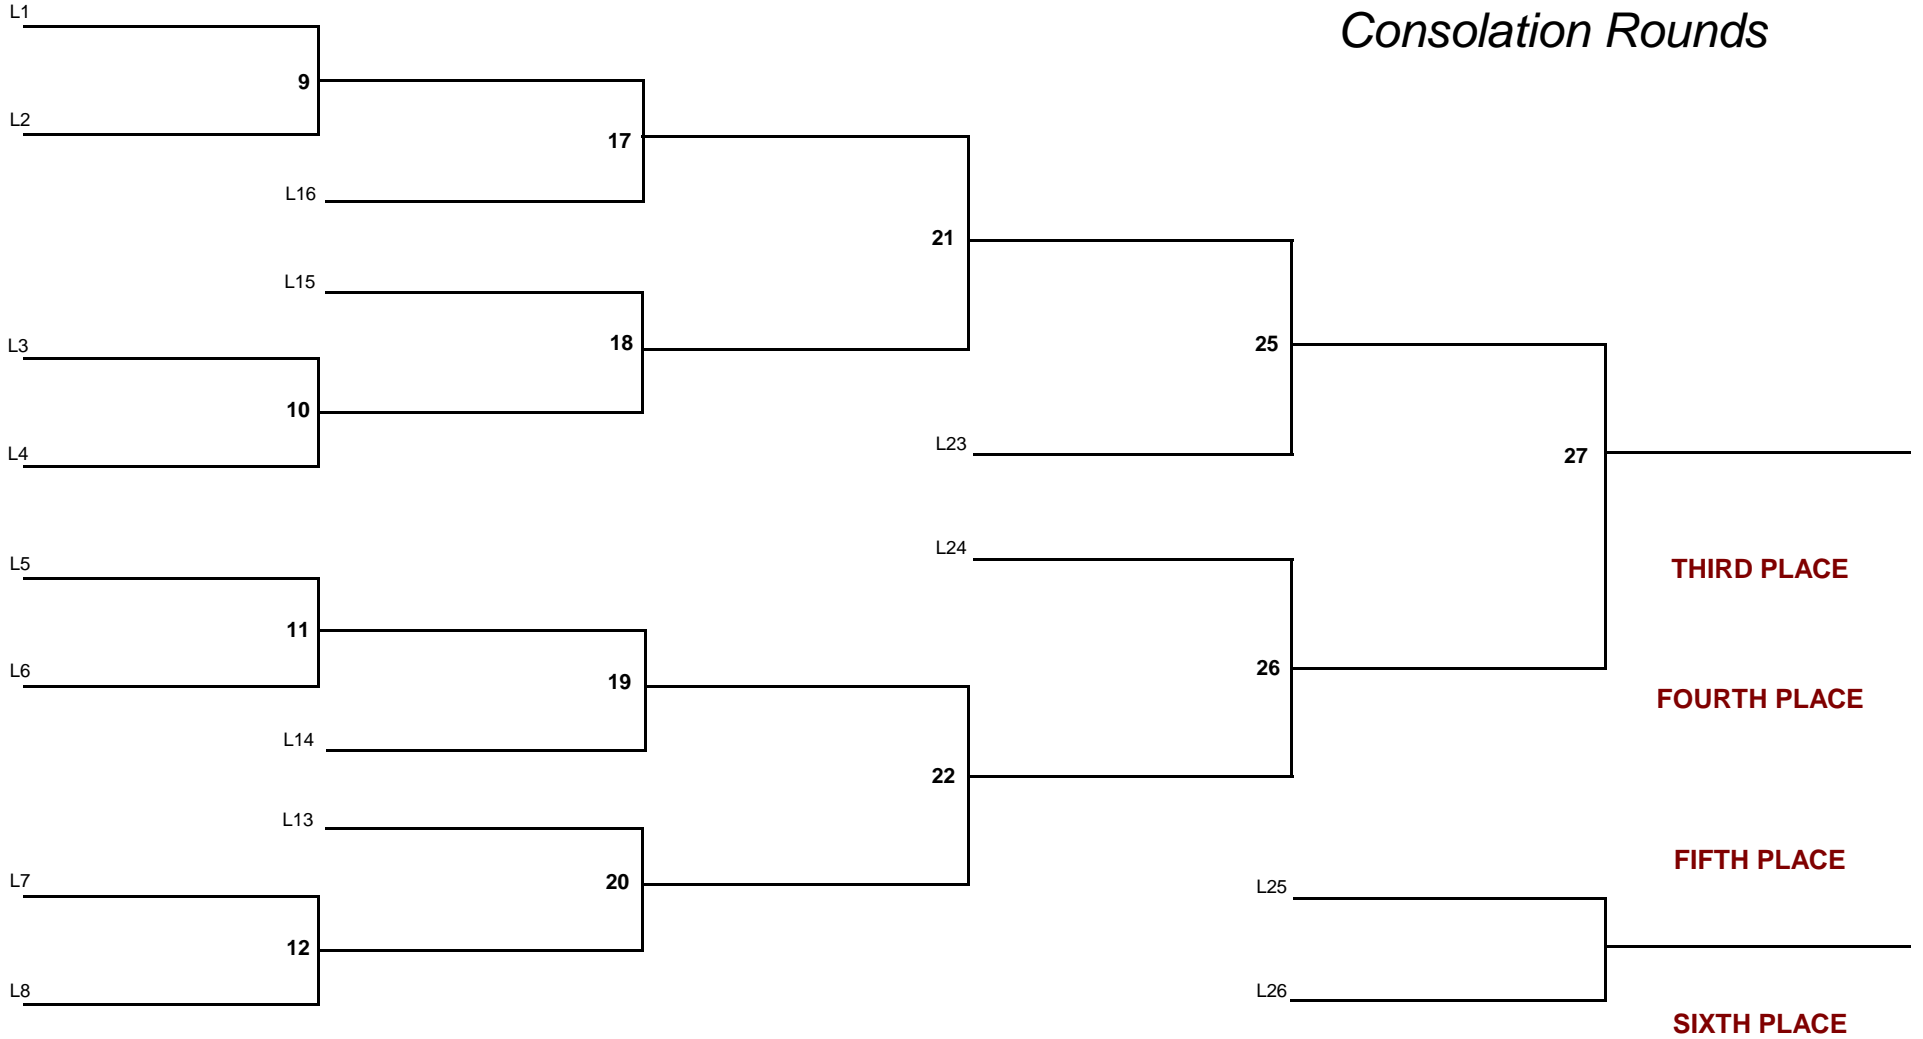 L1
Consolation Rounds
9
L2
17
L16
21
L15
L3
18
25
10
L4
L23
27
L24
L5
THIRD PLACE
11
L6
19
26
FOURTH PLACE
L14
22
L13
FIFTH PLACE
L7
20
L25
12
L8
L26
SIXTH PLACE